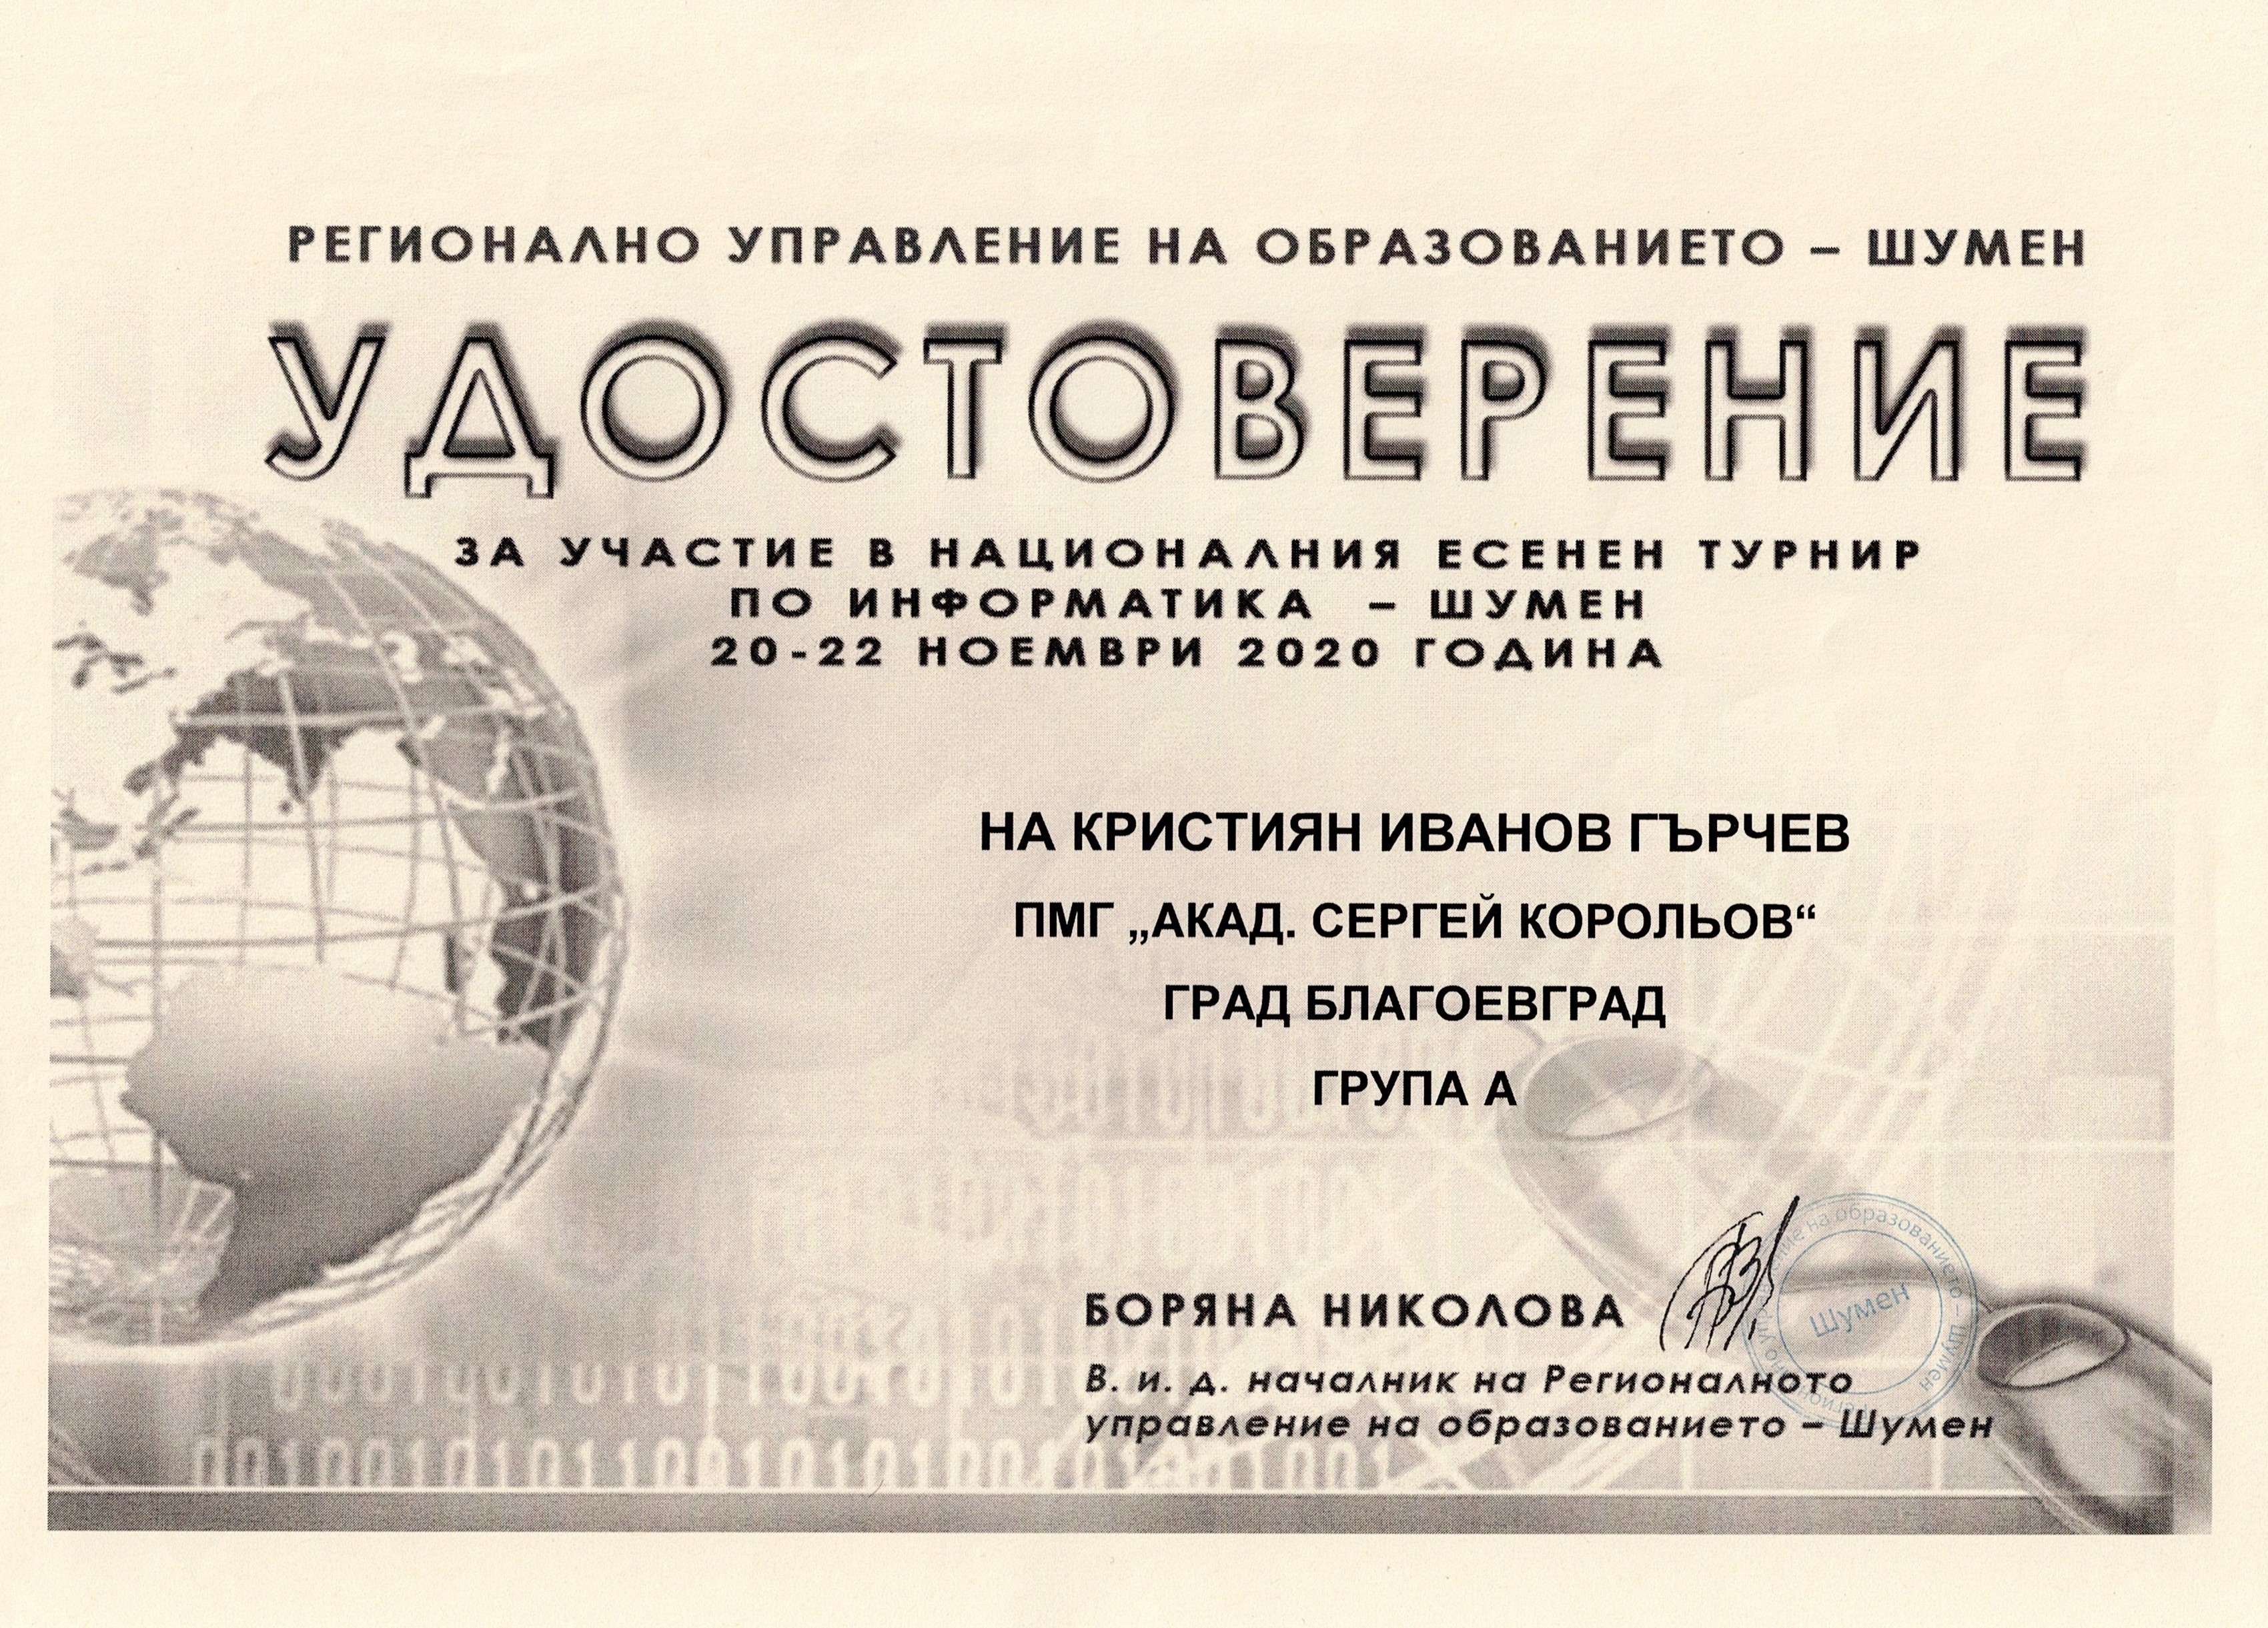 РЕГИОНАЛНО УПРАВЛЕНИЕ НА ОБРАЗОВАНИЕТО – ШУМЕН
УДОСТОВЕРЕНИЕ
ЗА УЧАСТИЕ В НАЦИОНАЛНИЯ ЕСЕНЕН ТУРНИР
ПО ИНФОРМАТИКА – ШУМЕН
20-22 НОЕМВРИ 2020 ГОДИНА
НА КРИСТИЯН ИВАНОВ ГЪРЧЕВ
ПМГ „АКАД. СЕРГЕЙ КОРОЛЬОВ“
ГРАД БЛАГОЕВГРАД
ГРУПА А
БОРЯНА НИКОЛОВА
В. и. д. началник на Регионалното
управление на образованието – Шумен
на образованието – Шумен
Шумен